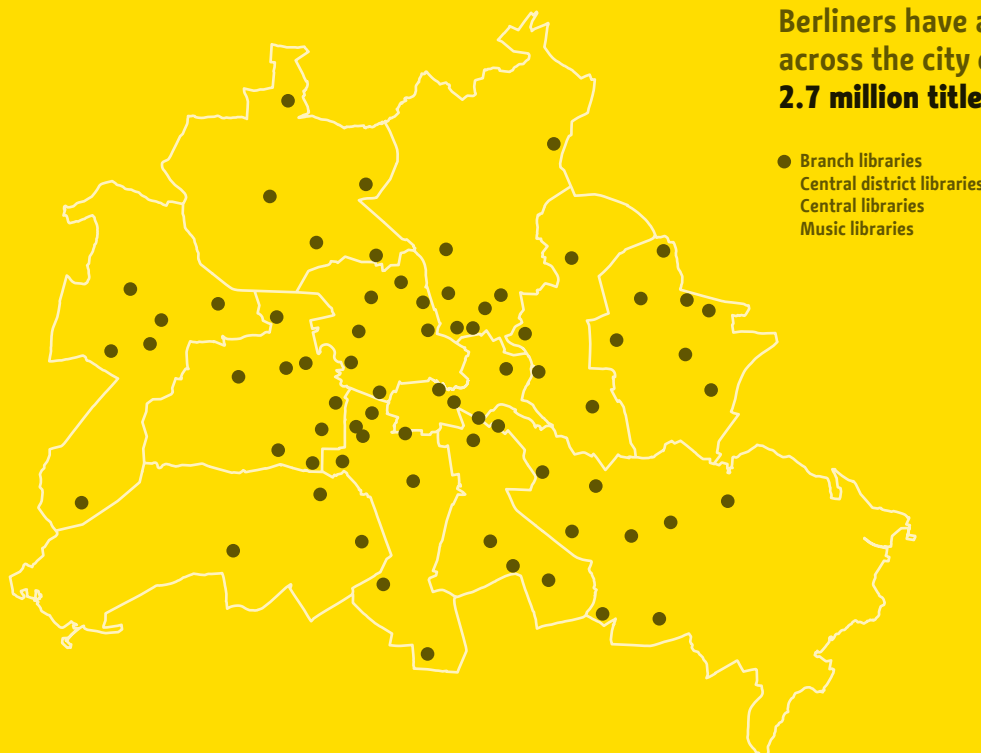 Berliners have a
across the city
2.7 million title
Branch libraries
Central district libraries
Central libraries
Music libraries